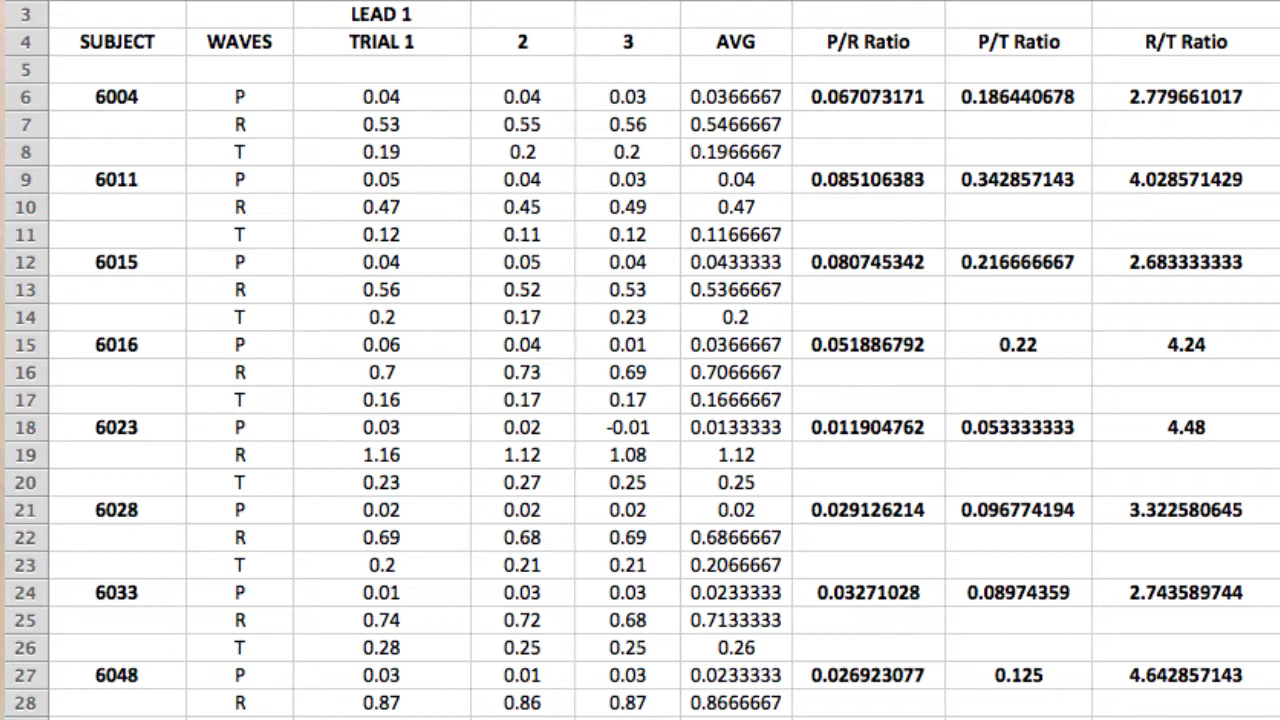 3 LEAD 1
4 SUBJECT WAVES TRIAL 1 2 3 AVG P/R Ratio P/T Ratio R/T Ratio
5
6 6004 P 0.04 0.04 0.03 0.0366667 0.067073171 0.186440678 2.779661017
7 R 0.53 0.55 0.56 0.5466667
8 T 0.19 0.2 0.2 0.1966667
9 6011 P 0.05 0.04 0.03 0.04 0.085106383 0.342857143 4.028571429
10 R 0.47 0.45 0.49 0.47
11 T 0.12 0.11 0.12 0.1166667
12 6015 P 0.04 0.05 0.04 0.0433333 0.080745342 0.216666667 2.683333333
13 R 0.56 0.52 0.53 0.5366667
14 T 0.2 0.17 0.23 0.2
15 6016 P 0.06 0.04 0.01 0.0366667 0.051886792 0.22 4.24
16 R 0.7 0.73 0.69 0.7066667
17 T 0.16 0.17 0.17 0.1666667
18 6023 P 0.03 0.02 -0.01 0.0133333 0.011904762 0.053333333 4.48
19 R 1.16 1.12 1.08 1.12
20 T 0.23 0.27 0.25 0.25
21 6028 P 0.02 0.02 0.02 0.02 0.029126214 0.096774194 3.322580645
22 R 0.69 0.68 0.69 0.6866667
23 T 0.2 0.21 0.21 0.2066667
24 6033 P 0.01 0.03 0.03 0.0233333 0.03271028 0.08974359 2.743589744
25 R 0.74 0.72 0.68 0.7133333
26 T 0.28 0.25 0.25 0.26
27 6048 P 0.03 0.01 0.03 0.0233333 0.026923077 0.125 4.642857143
28 R 0.87 0.86 0.87 0.8666667